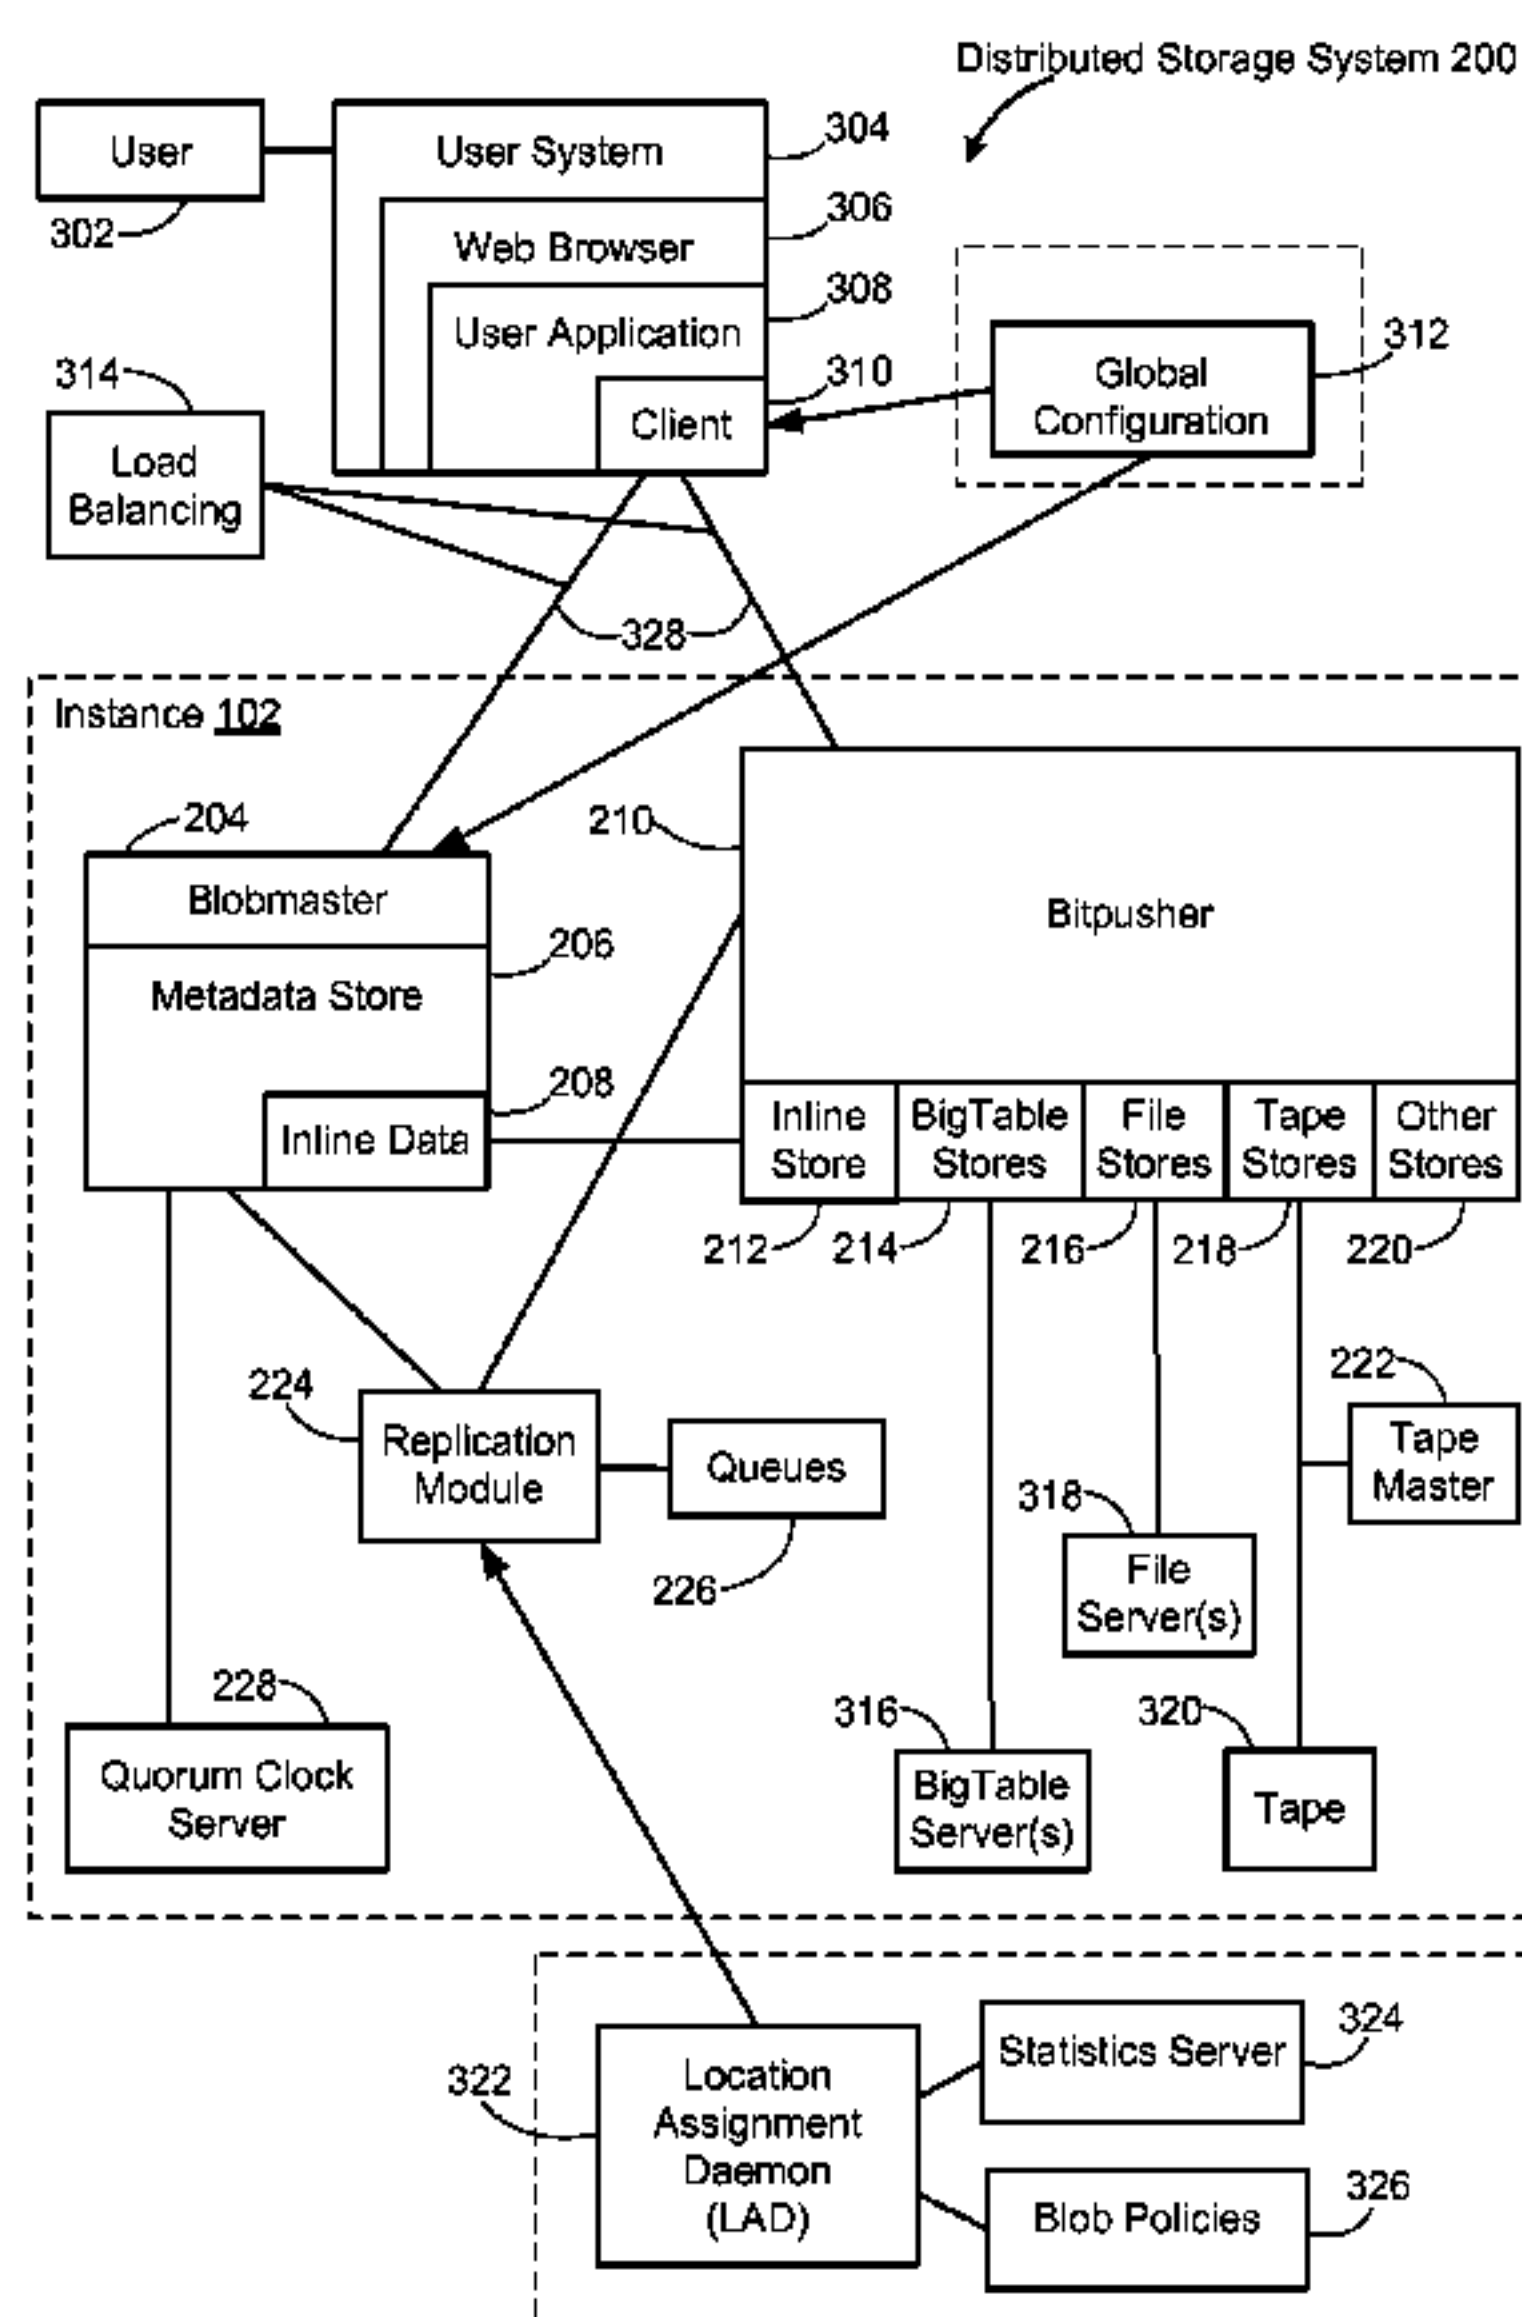 Distributed Storage System 200
User
User System
304
302
Web Browser
306
User Application
308
Client
310
Global
Configuration
312
314
Load
Balancing
328
Instance 102
204
Blobmaster
206
Metadata Store
208
Inline Data
210
Bitpusher
Inline
Store
BigTable
Stores
File
Stores
Tape
Stores
Other
Stores
212
214
216
218
220
224
Replication
Module
Queues
226
222
Tape
Master
318
File
Server(s)
228
Quorum Clock
Server
316
BigTable
Server(s)
320
Tape
322
Location
Assignment
Daemon
(LAD)
Statistics Server
324
Blob Policies
326